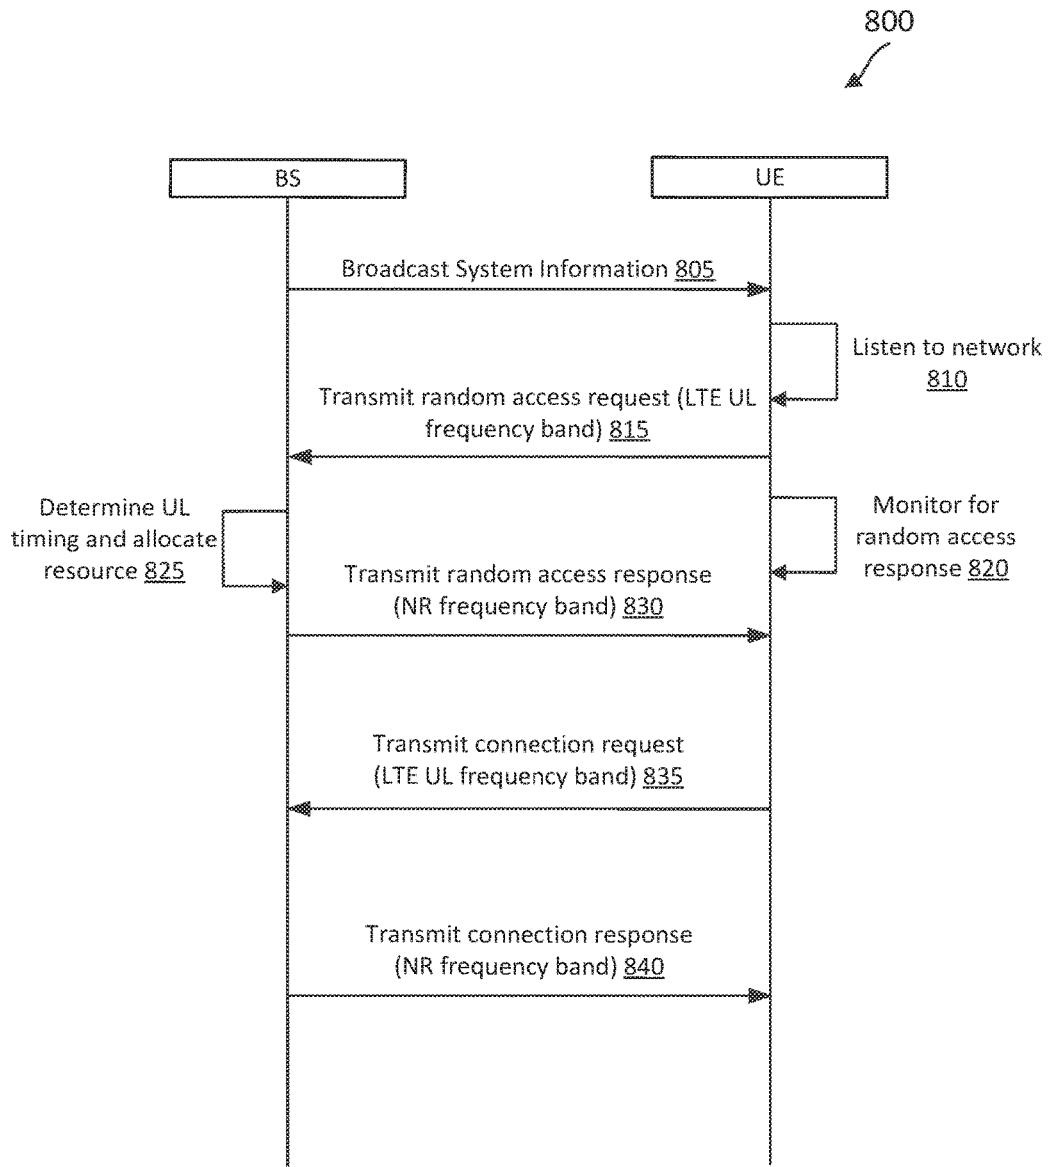 800
BS
UE
Broadcast System Information 805
Listen to network
810
Transmit random access request (LTE UL
frequency band) 815
Determine UL
timing and allocate
resource 825
Monitor for
random access
response 820
Transmit random access response
(NR frequency band) 830
Transmit connection request
(LTE UL frequency band) 835
Transmit connection response
(NR frequency band) 840